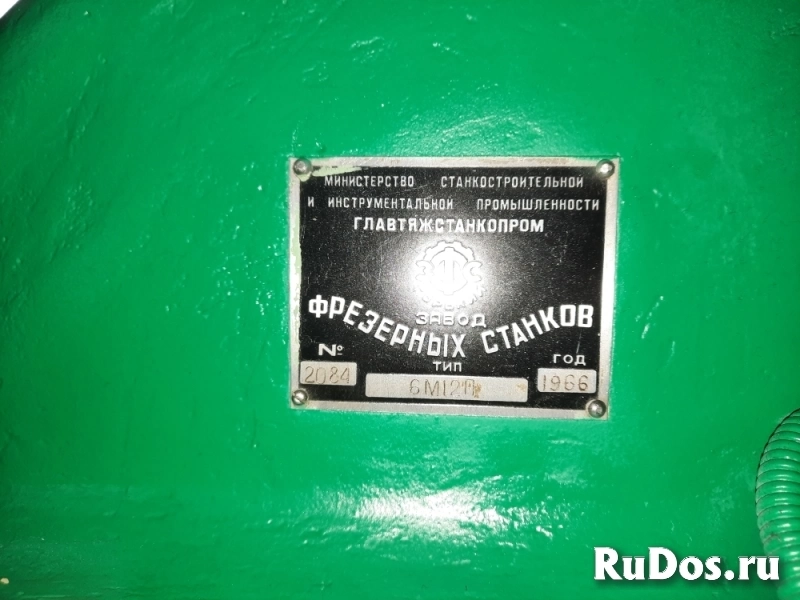 МИНИСТЕРСТВО СТАНКОСТРОИТЕЛЬНОЙ
И ИНСТРУМЕНТАЛЬНОЙ ПРОМЫШЛЕННОСТИ
ГЛАВТЯЖСТАНКОПРОМ
ЗАВОД
ФРЕЗЕРНЫХ СТАНКОВ
№ ТИП ГОД
2084 1966
RuDos.ru